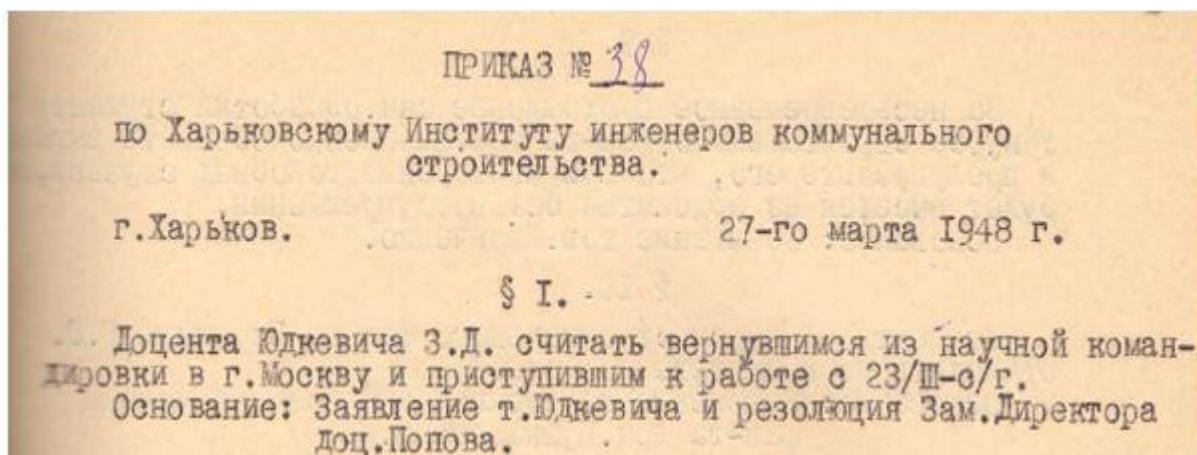 ПРИКАЗ № 38
по Харьковскому Институту инженеров коммунального
строительства.
г.Харьков. 27-го марта 1948 г.
§ I.
Доцента Юдкевича З.Д. считать вернувшимся из научной коман-
дировки в г.Москву и приступившим к работе с 23/Ш-с/г.
Основание: Заявление т.Юдкевича и резолюция Зам.Директора
доц.Попова.